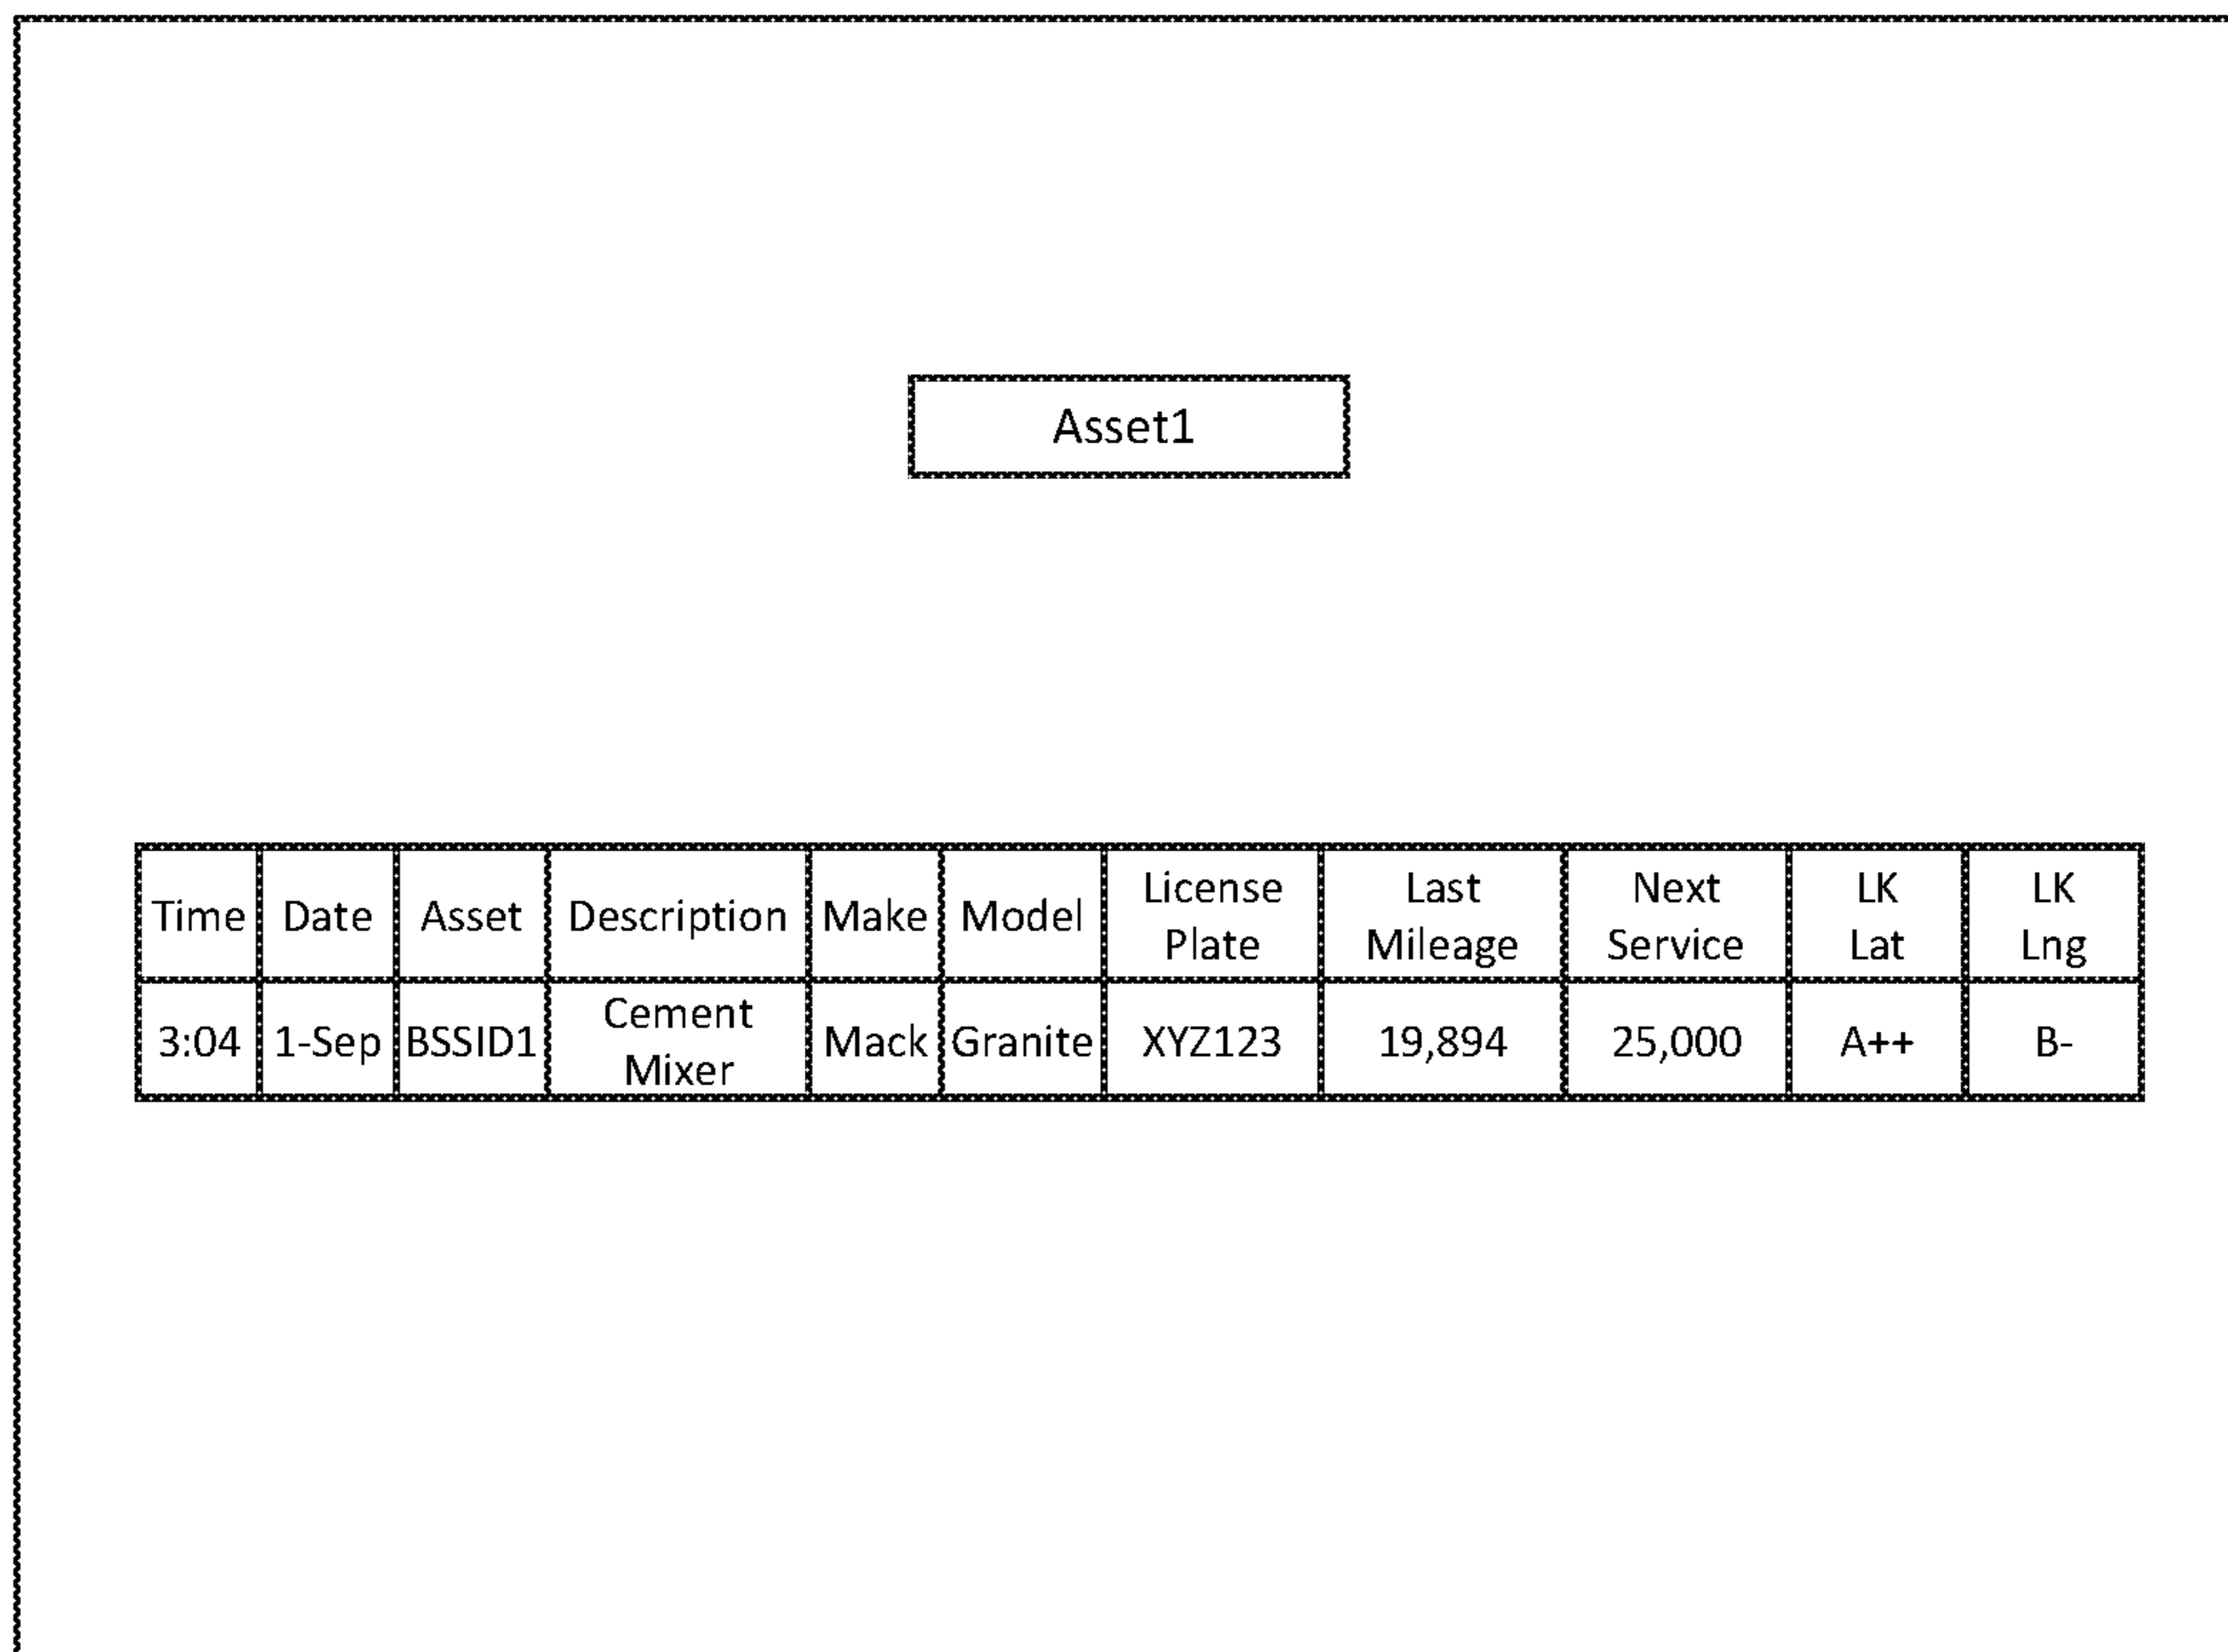 Asset1
Time Date Asset Description Make Model License Plate Last Mileage Next Service LK Lat LK Lng
3:04 1-Sep BSSID1 Cement Mixer Mack Granite XYZ123 19,894 25,000 A++ B-